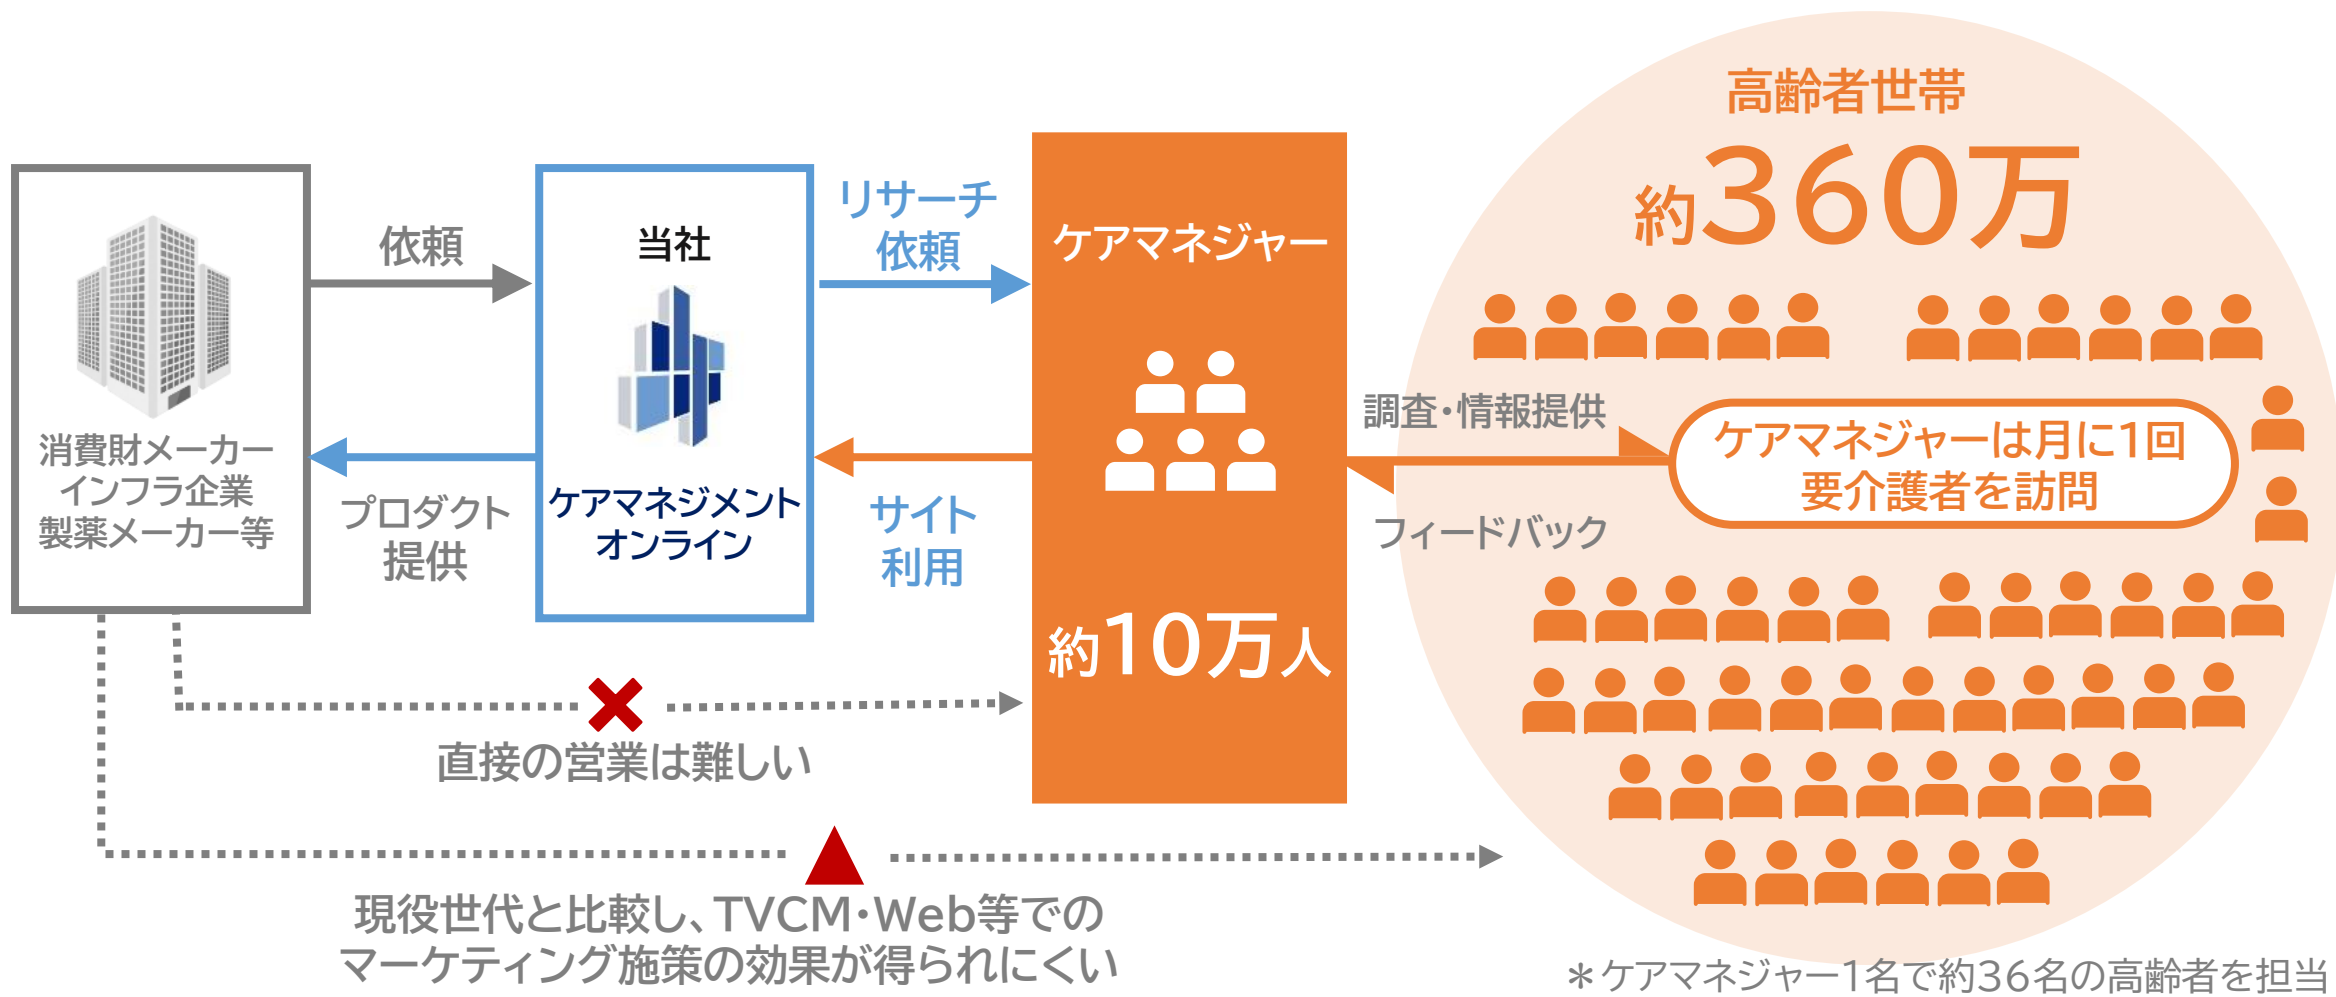 消費財メーカー
インフラ企業
製薬メーカー等
依頼
プロダクト
提供
当社
ケアマネジメント
オンライン
リサーチ
依頼
サイト
利用
ケアマネジャー
約10万人
調査・情報提供
フィードバック
高齢者世帯
約360万
ケアマネジャーは月に1回
要介護者を訪問
直接の営業は難しい
現役世代と比較し、TVCM・Web等での
マーケティング施策の効果が得られにくい
＊ケアマネジャー1名で約36名の高齢者を担当